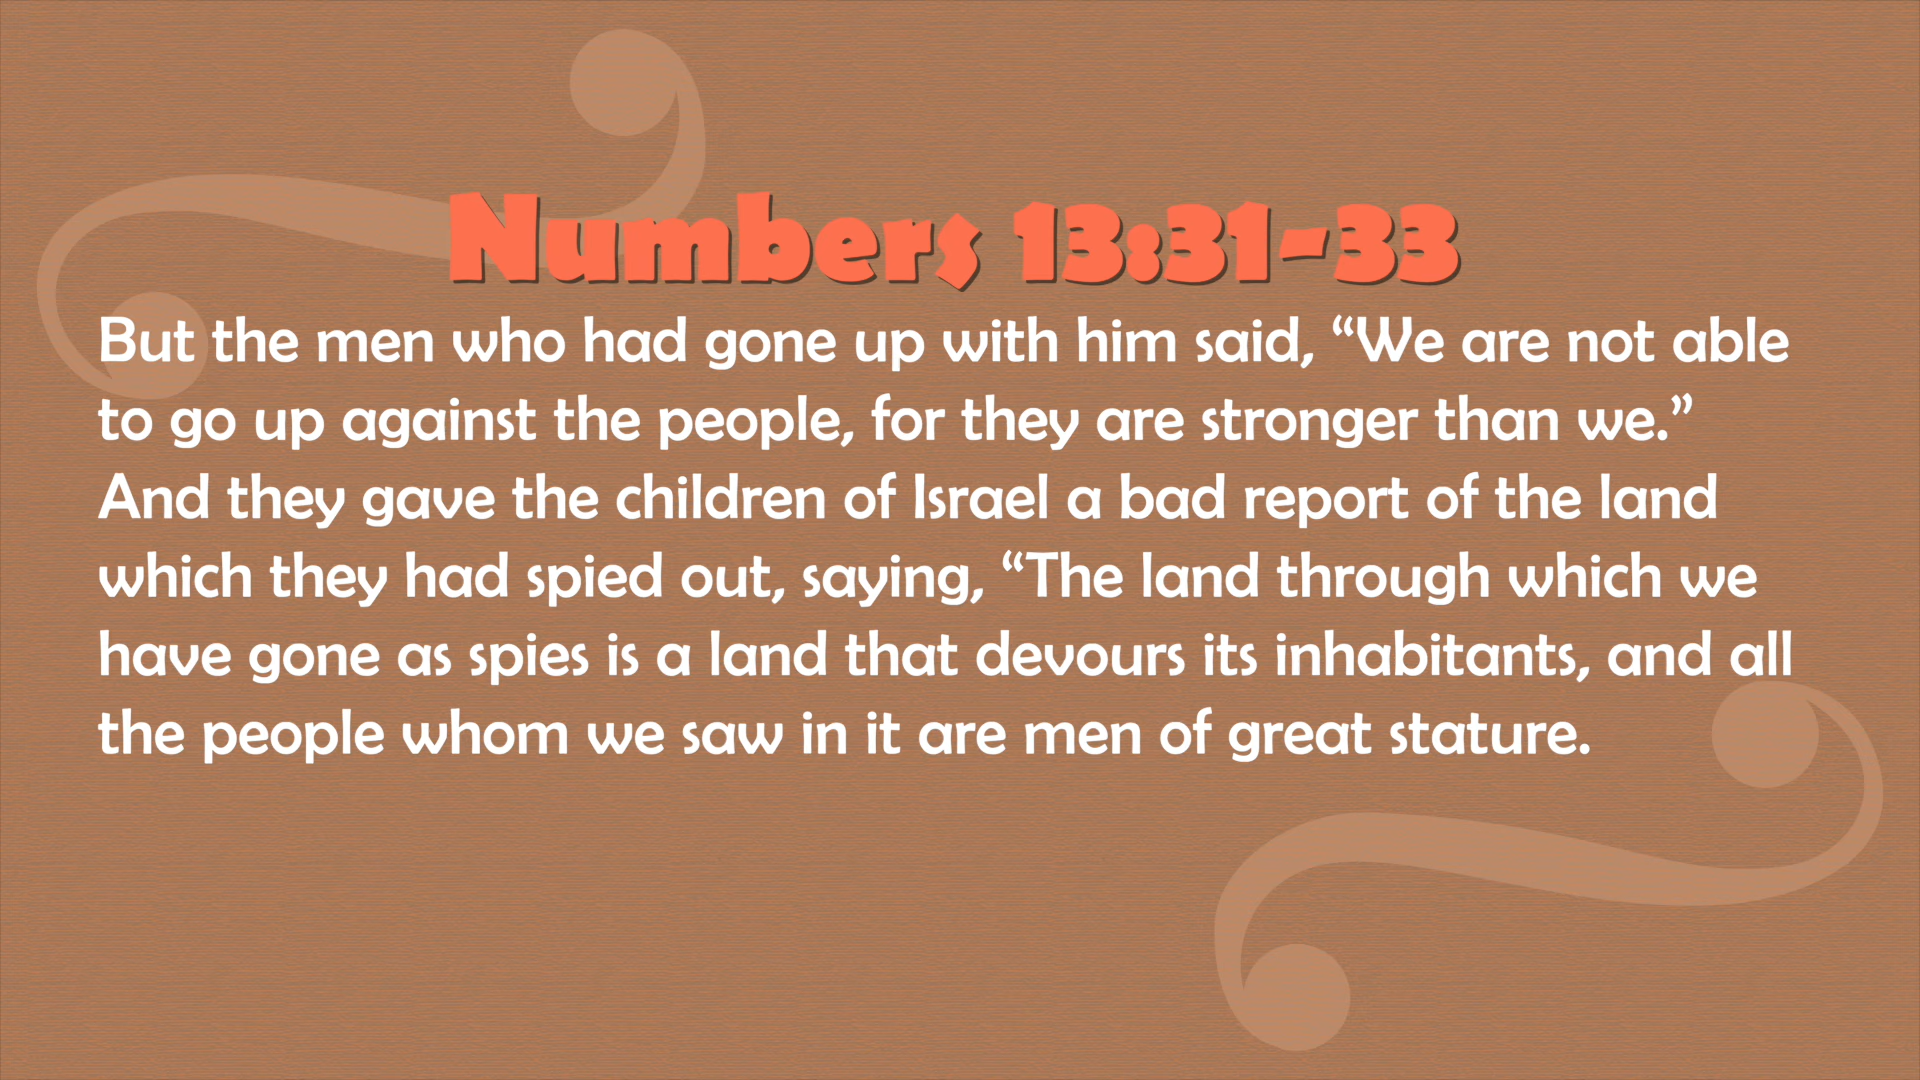 Numbers 13:31-33
But the men who had gone up with him said, “We are not able
to go up against the people, for they are stronger than we.”
And they gave the children of Israel a bad report of the land
which they had spied out, saying, “The land through which we
have gone as spies is a land that devours its inhabitants, and all
the people whom we saw in it are men of great stature.